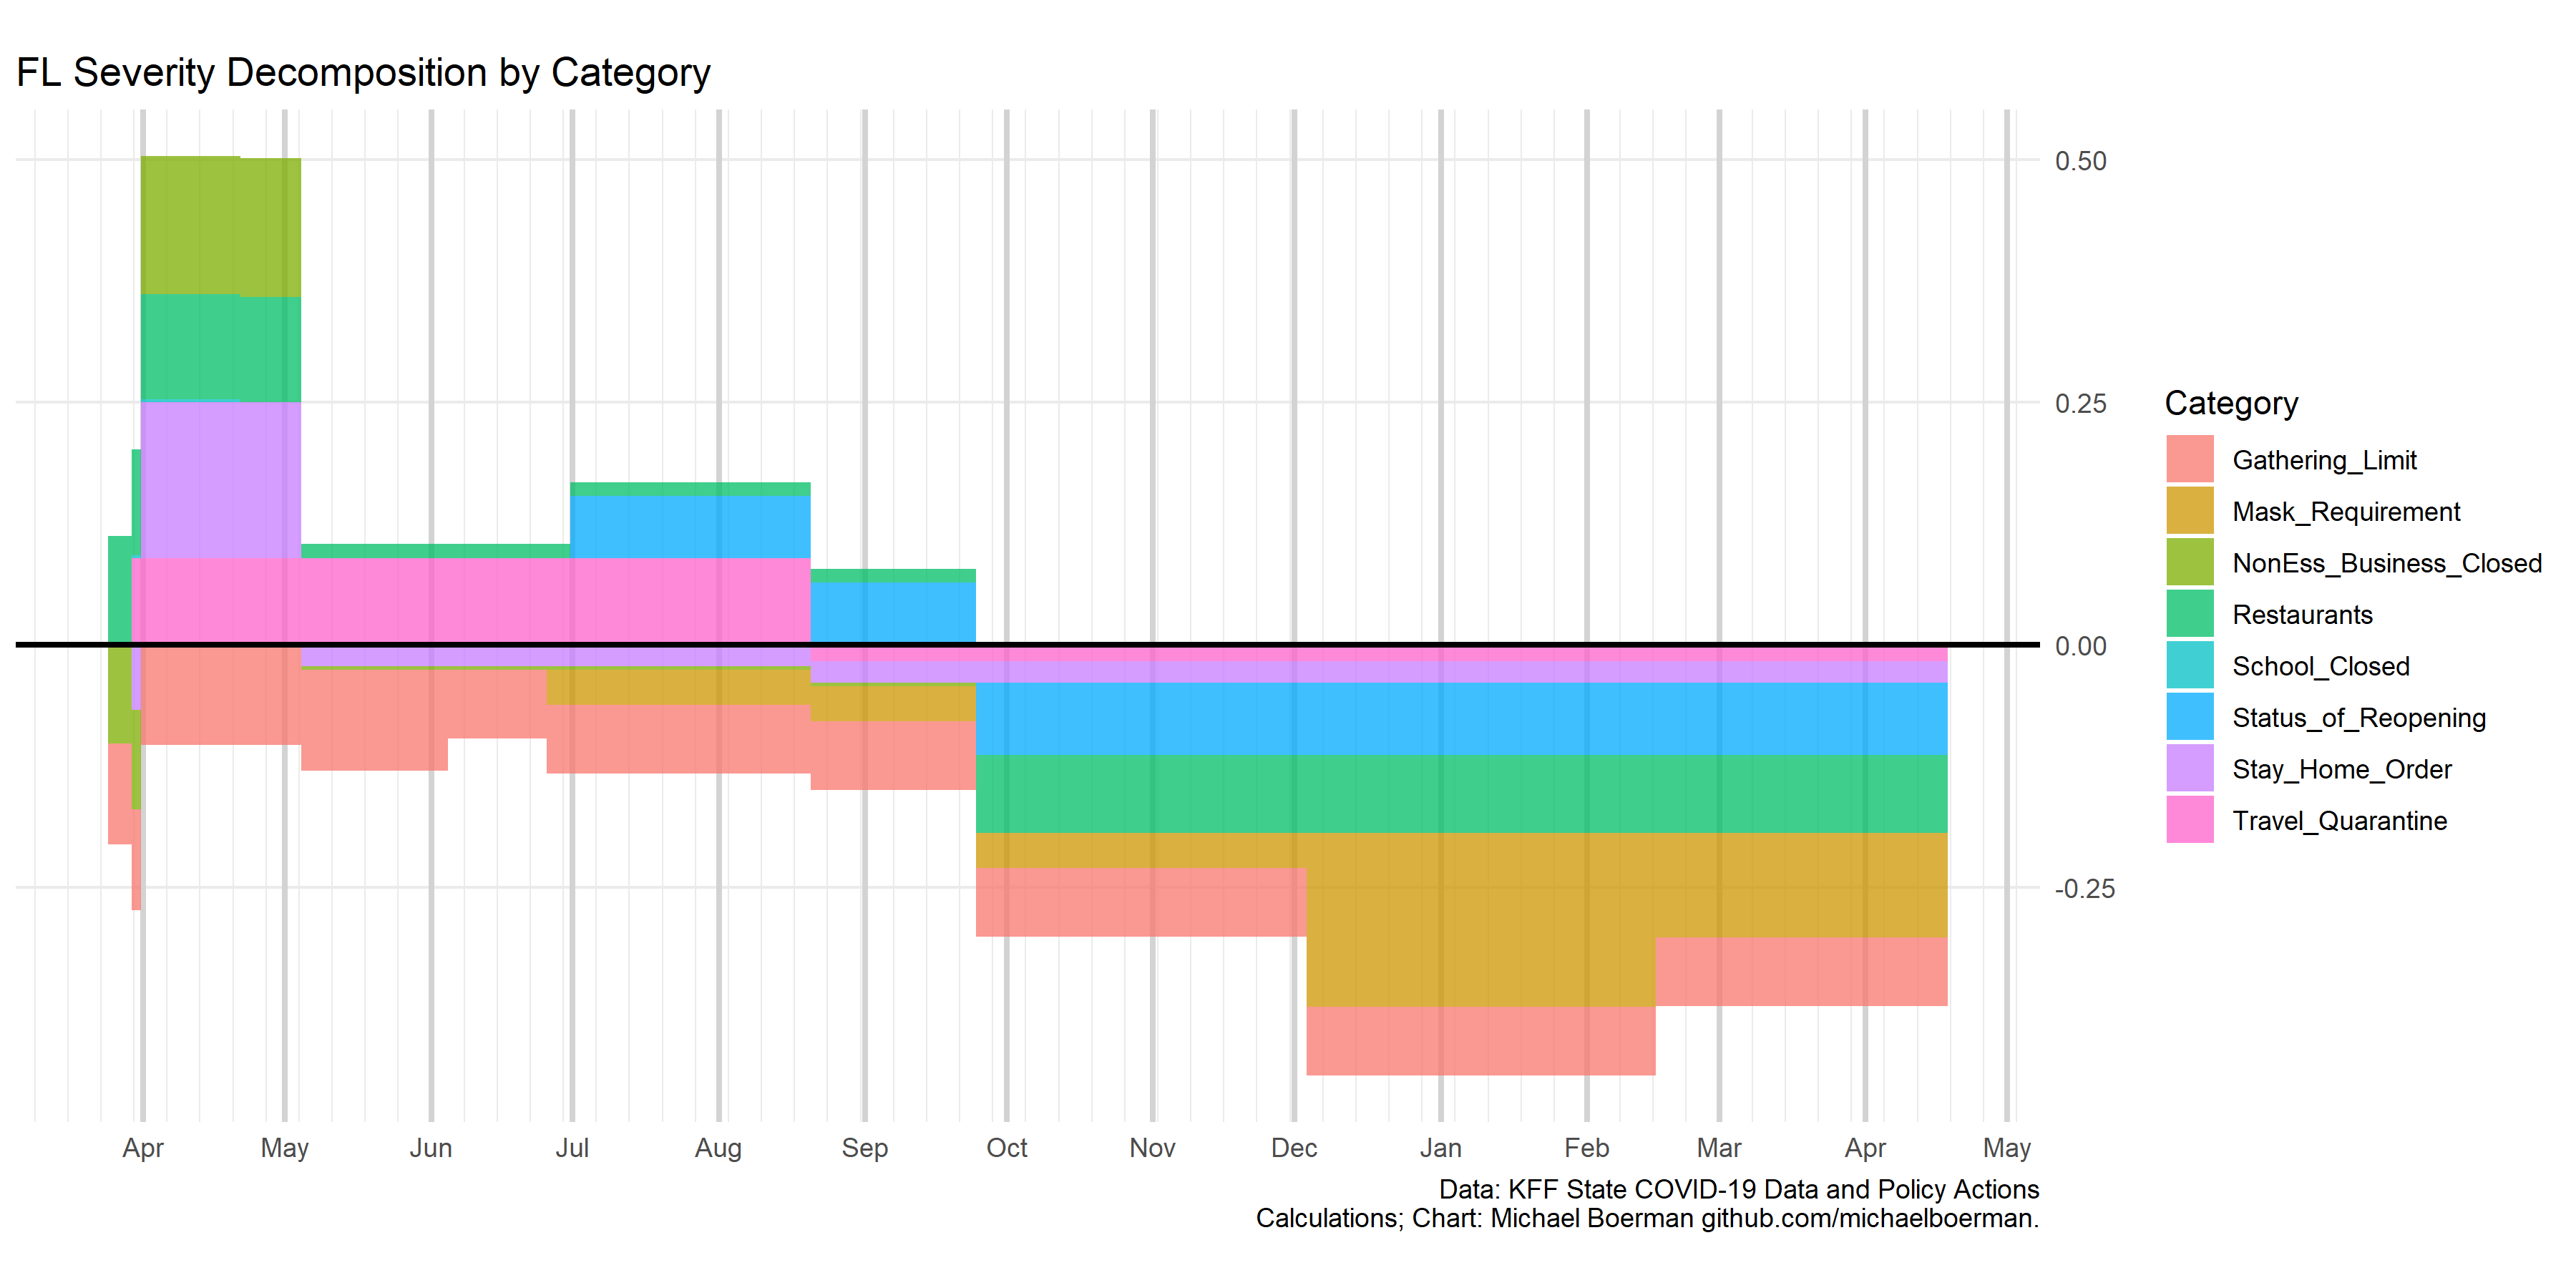 FL Severity Decomposition by Category
0.50
0.25
0.00
-0.25
Apr May Jun Jul Aug Sep Oct Nov Dec Jan Feb Mar Apr May
Data: KFF State COVID-19 Data and Policy Actions
Calculations; Chart: Michael Boerman github.com/michaelboerman.
Category
Gathering_Limit
Mask_Requirement
NonEss_Business_Closed
Restaurants
School_Closed
Status_of_Reopening
Stay_Home_Order
Travel_Quarantine